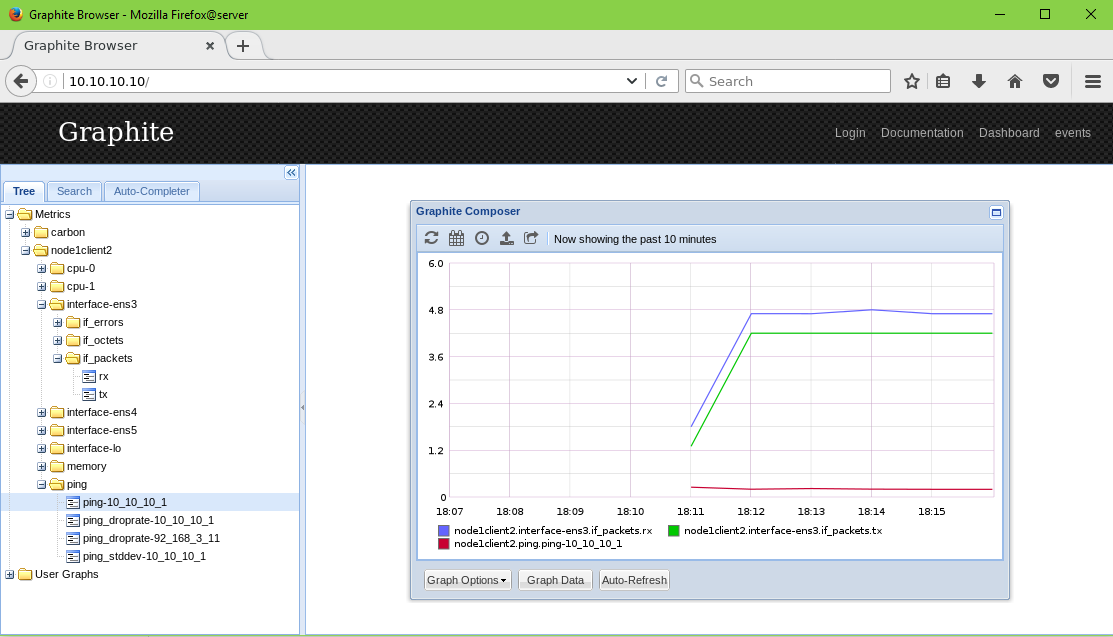 Graphite Browser - Mozilla Firefox@server
Graphite Browser
10.10.10.10/
Search
Graphite
Login Documentation Dashboard events
Tree Search Auto-Completer
Metrics
carbon
node1client2
cpu-0
cpu-1
interface-ens3
if_errors
if_octets
if_packets
rx
tx
interface-ens4
interface-ens5
interface-lo
memory
ping
ping-10_10_10_1
ping_droprate-10_10_10_1
ping_droprate-92_168_3_11
ping_stddev-10_10_10_1
User Graphs
Graphite Composer
Now showing the past 10 minutes
6.0
4.8
3.6
2.4
1.2
0
18:07 18:08 18:09 18:10 18:11 18:12 18:13 18:14 18:15
node1client2.interface-ens3.if_packets.rx node1client2.interface-ens3.if_packets.tx
node1client2.ping.ping-10_10_10_1
Graph Options Graph Data Auto-Refresh